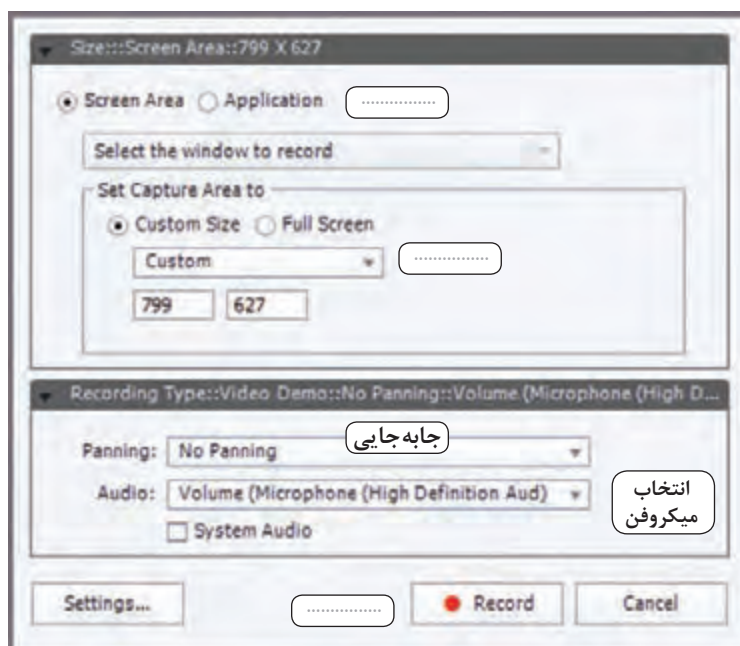 Size:::Screen Area::799 X 627
Screen Area Application ...............
Select the window to record
Set Capture Area to
Custom Size Full Screen
Custom ...............
799 627
Recording Type::Video Demo::No Panning::Volume (Microphone (High D...
Panning: No Panning جابه‌جایی
Audio: Volume (Microphone (High Definition Aud)
انتخاب
میکروفن
System Audio
Settings... ............... Record Cancel